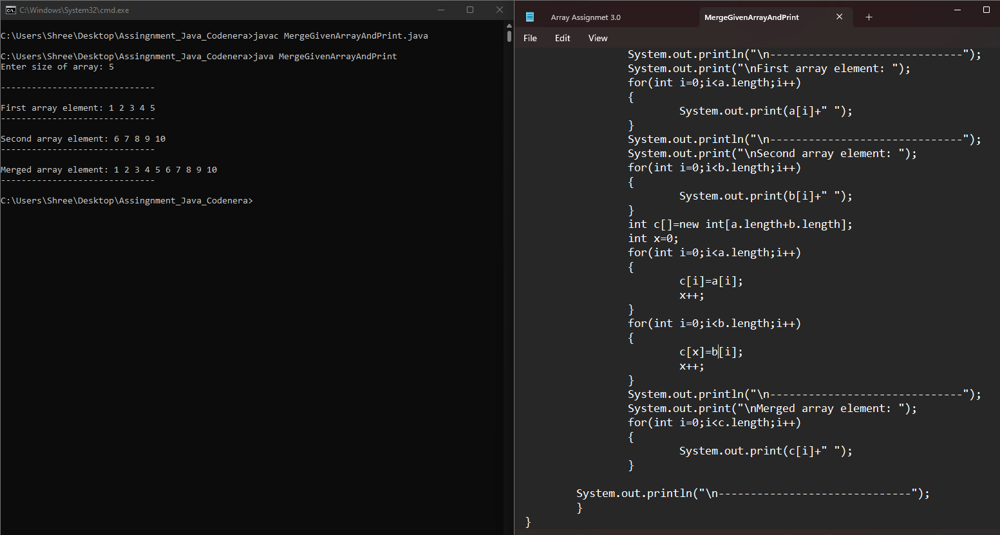 C:\Windows\System32\cmd.exe
C:\Users\Shree\Desktop\Assingnment_Java_Codenera>javac MergeGivenArrayAndPrint.java
C:\Users\Shree\Desktop\Assingnment_Java_Codenera>java MergeGivenArrayAndPrint
Enter size of array: 5
------------------------------
First array element: 1 2 3 4 5
------------------------------
Second array element: 6 7 8 9 10
------------------------------
Merged array element: 1 2 3 4 5 6 7 8 9 10
------------------------------
C:\Users\Shree\Desktop\Assingnment_Java_Codenera>
Array Assignmet 3.0
MergeGivenArrayAndPrint
File Edit View
System.out.println("\n------------------------------");
System.out.print("\nFirst array element: ");
for(int i=0;i<a.length;i++)
{
System.out.print(a[i]+" ");
}
System.out.println("\n------------------------------");
System.out.print("\nSecond array element: ");
for(int i=0;i<b.length;i++)
{
System.out.print(b[i]+" ");
}
int c[]=new int[a.length+b.length];
int x=0;
for(int i=0;i<a.length;i++)
{
c[i]=a[i];
x++;
}
for(int i=0;i<b.length;i++)
{
c[x]=b[i];
x++;
}
System.out.println("\n------------------------------");
System.out.print("\nMerged array element: ");
for(int i=0;i<c.length;i++)
{
System.out.print(c[i]+" ");
}
System.out.println("\n------------------------------");
}
}